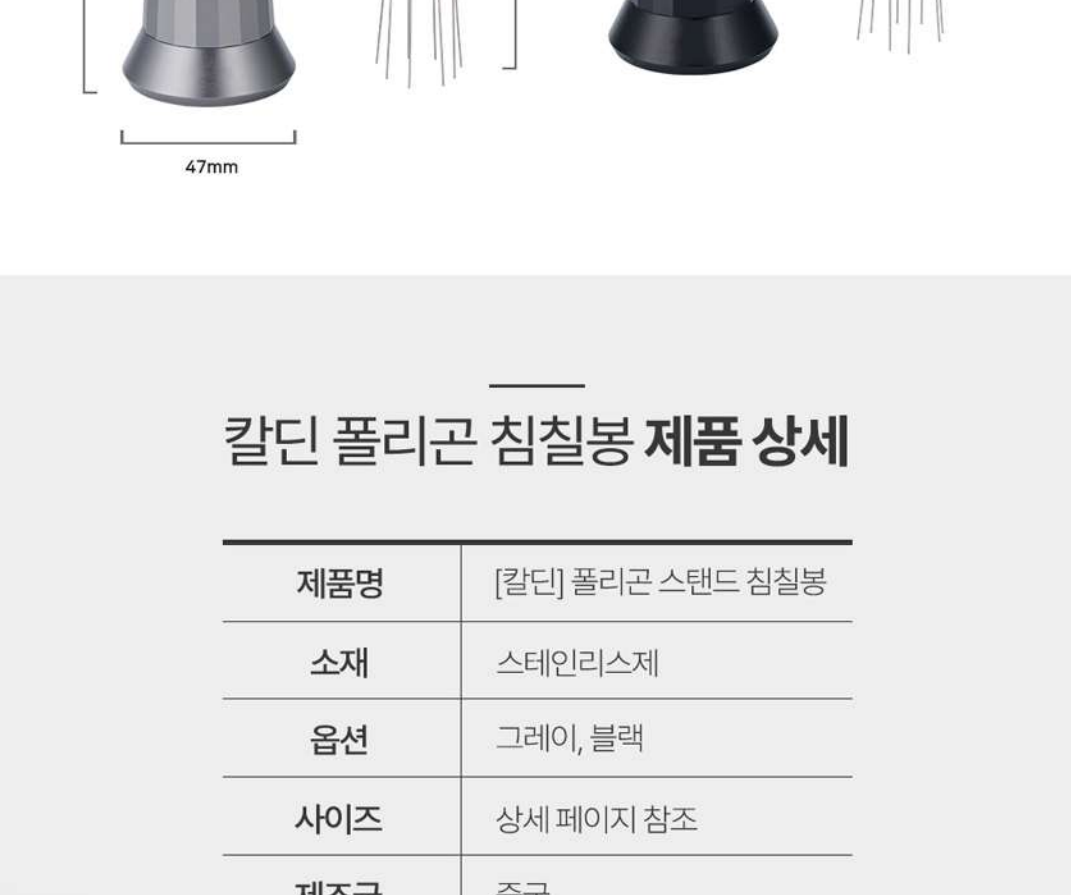 47mm
칼딘 폴리곤 침칠봉 제품 상세
제품명 [칼딘] 폴리곤 스탠드 침칠봉
소재 스테인리스제
옵션 그레이, 블랙
사이즈 상세 페이지 참조